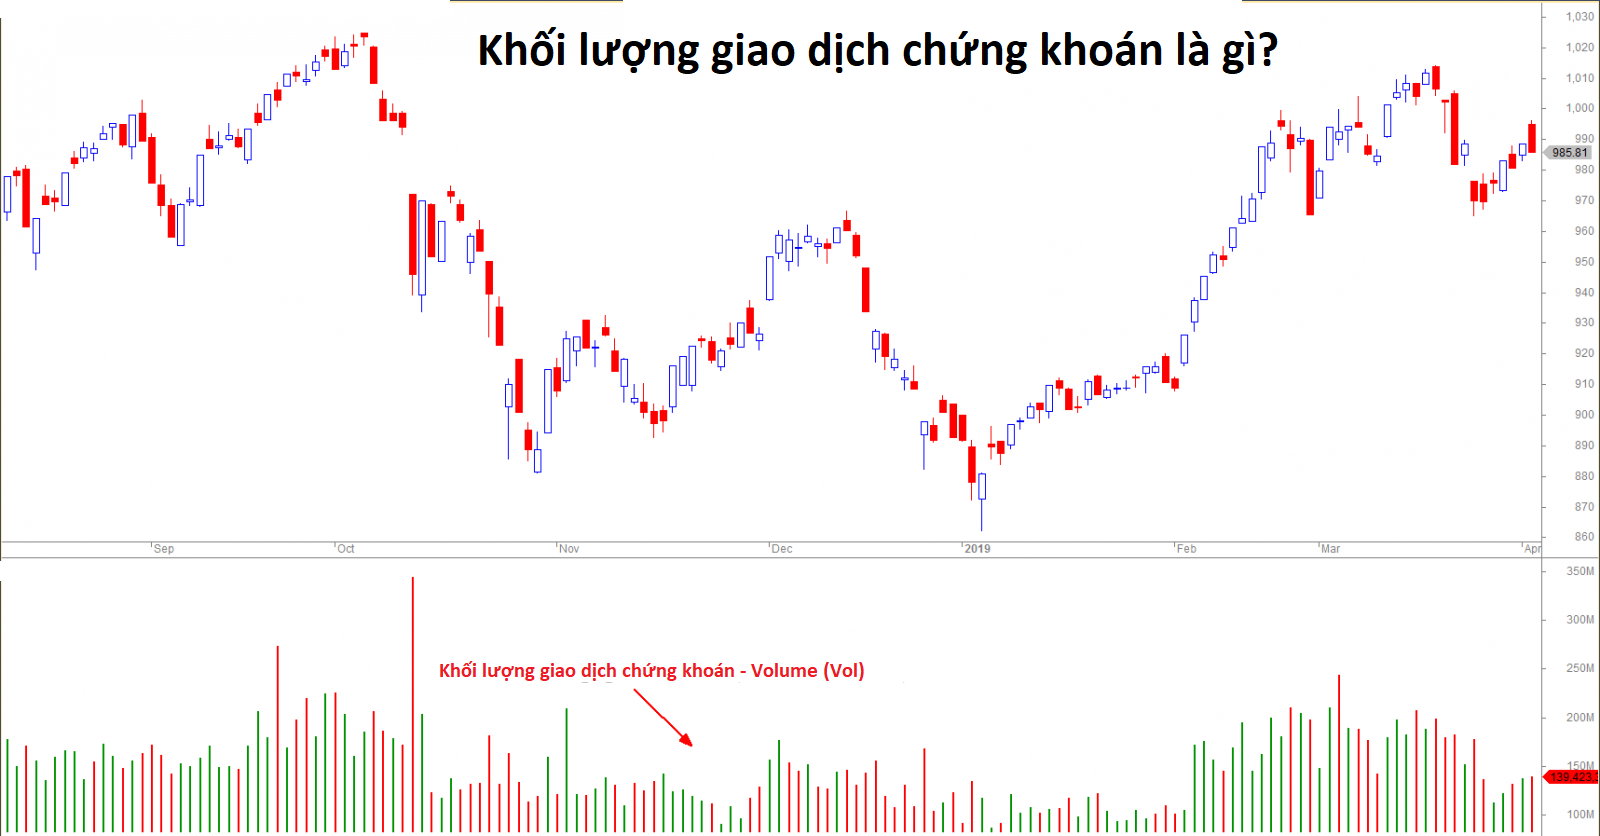 Khối lượng giao dịch chứng khoán là gì?
1,030
1,020
1,010
1,000
990
985.81
980
970
960
950
940
930
920
910
900
890
880
870
860
Sep Oct Nov Dec 2019 Feb Mar Apr
350M
300M
250M
Khối lượng giao dịch chứng khoán - Volume (Vol)
200M
150M
139,423,
100M